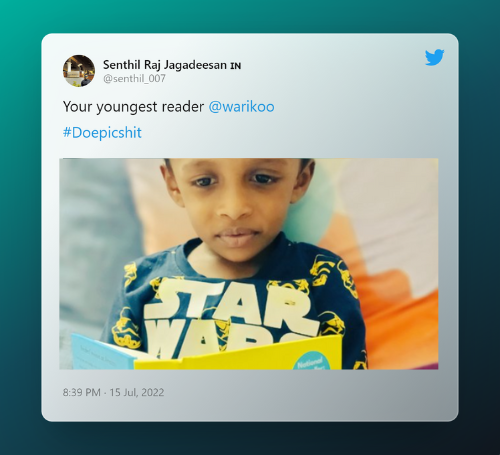 Senthil Raj Jagadeesan IN
@senthil_007
Your youngest reader @warikoo
#Doepicshit
STAR
WARS
National
8:39 PM · 15 Jul, 2022